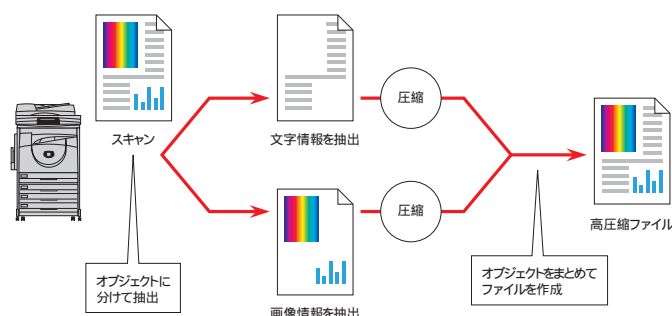 スキャン
文字情報を抽出
圧縮
圧縮
高圧縮ファイル
オブジェクトに
分けて抽出
オブジェクトをまとめて
ファイルを作成
画像情報を抽出